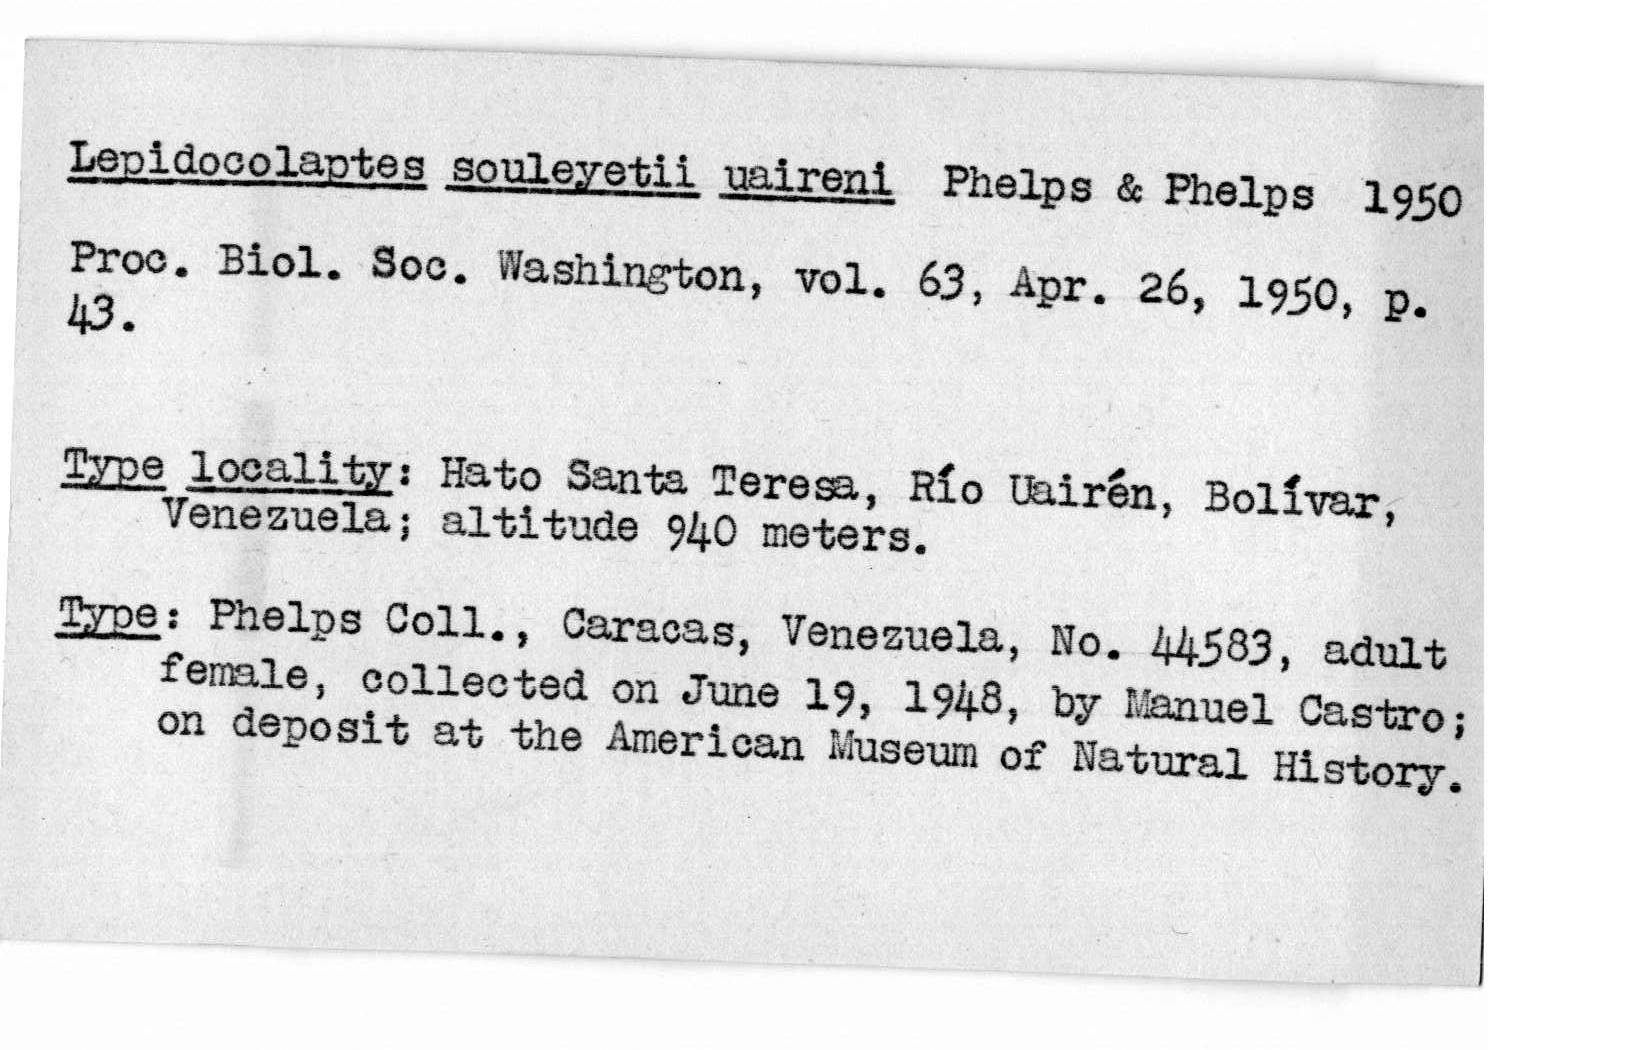 Lepidocolaptes souleyetii uaireni Phelps & Phelps 1950
Proc. Biol. Soc. Washington, vol. 63, Apr. 26, 1950, p.
43.
Type locality: Hato Santa Teresa, Río Uairén, Bolívar,
Venezuela; altitude 940 meters.
Type: Phelps Coll., Caracas, Venezuela, No. 44583, adult
female, collected on June 19, 1948, by Manuel Castro;
on deposit at the American Museum of Natural History.